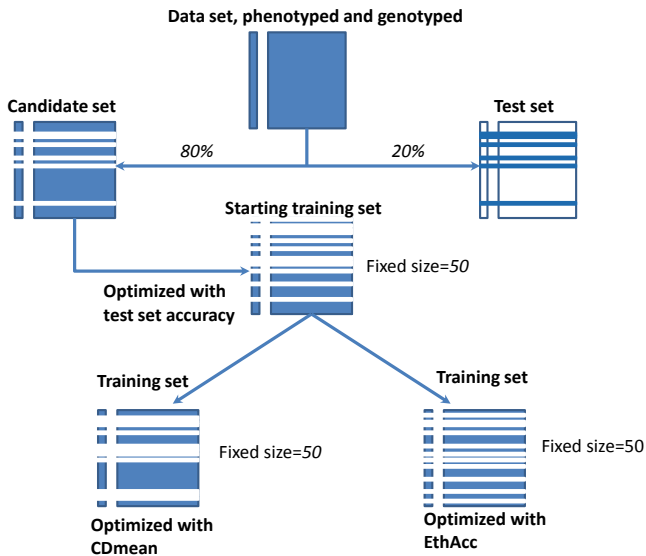 Data set, phenotyped and genotyped
Candidate set
Test set
80%
20%
Starting training set
Fixed size=50
Optimized with
test set accuracy
Training set
Training set
Fixed size=50
Fixed size=50
Optimized with
CDmean
Optimized with
EthAcc